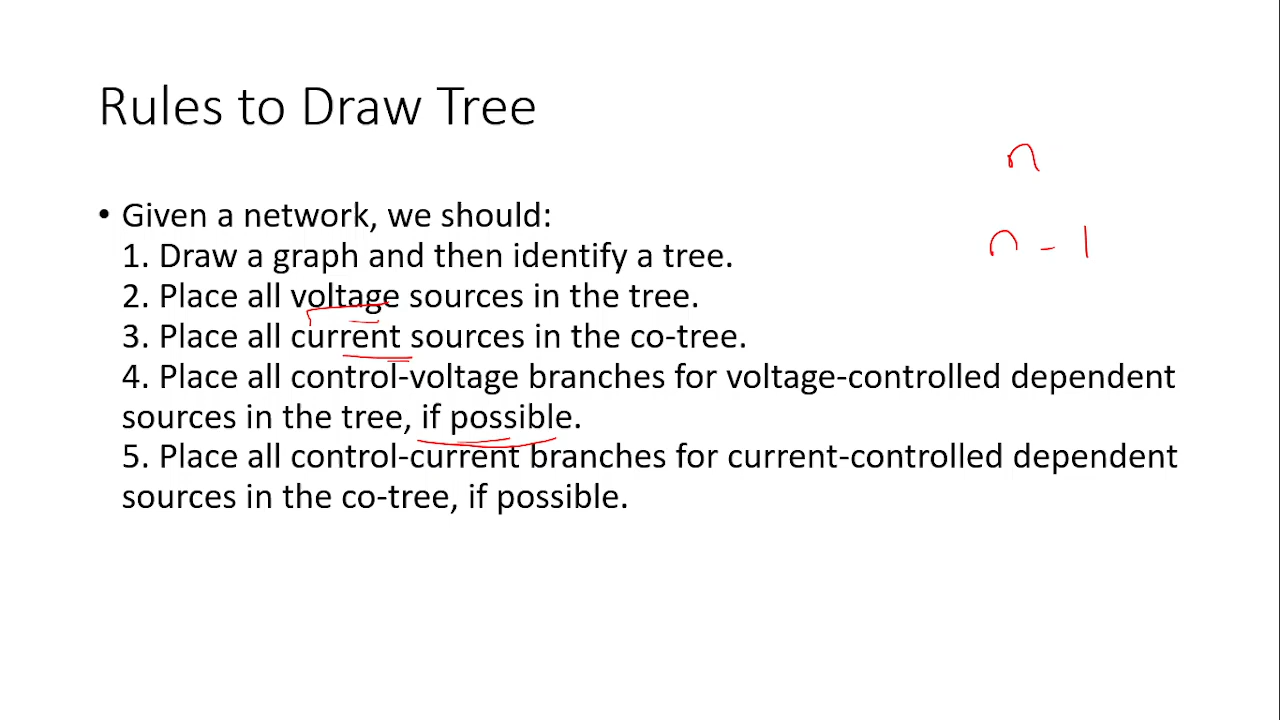 Rules to Draw Tree
n
• Given a network, we should:
n - 1
1. Draw a graph and then identify a tree.
2. Place all voltage sources in the tree.
3. Place all current sources in the co-tree.
4. Place all control-voltage branches for voltage-controlled dependent
sources in the tree, if possible.
5. Place all control-current branches for current-controlled dependent
sources in the co-tree, if possible.